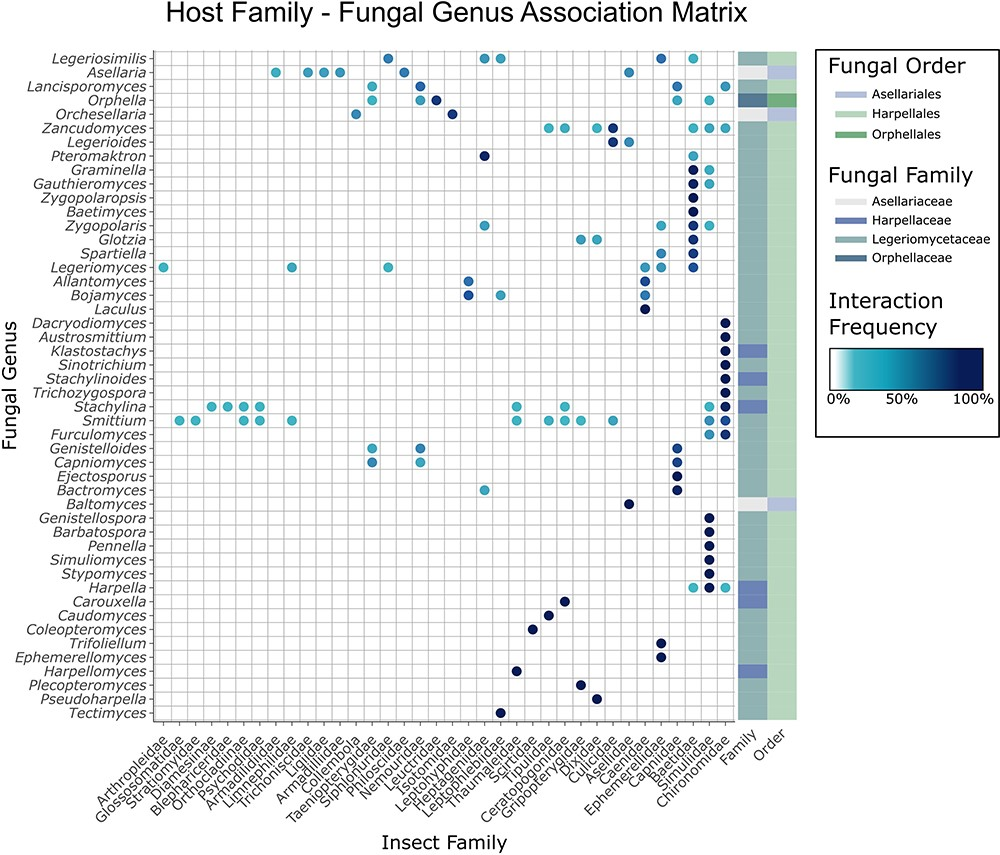 Host Family - Fungal Genus Association Matrix
Fungal Genus
Legeriosimilis
Asellaria
Lancisporomyces
Orphella
Orchesellaria
Zancudomyces
Legerioides
Pteromaktron
Graminella
Gauthieromyces
Zygopolaropsis
Baetimyces
Zygopolaris
Glotzia
Spartiella
Legeriomyces
Allantomyces
Bojamyces
Laculus
Dacryodiomyces
Austrosmittium
Klastostachys
Sinotrichium
Stachylinoides
Trichozygospora
Stachylina
Smittium
Furculomyces
Genistelloides
Capniomyces
Ejectosporus
Bactromyces
Baltomyces
Genistellospora
Barbatospora
Pennella
Simuliomyces
Stypomyces
Harpella
Carouxella
Caudomyces
Coleopteromyces
Trifoliellum
Ephemerellomyces
Harpellomyces
Plecopteromyces
Pseudoharpella
Tectimyces
Arthropleidae
Glossosomatidae
Stratiomyidae
Diamesinae
Blephariceridae
Orthocladinae
Psychodidae
Armadillidiidae
Limnephilidae
Trichoniscidae
Ligiidae
Armadillidae
Collembola
Taeniopterygidae
Siphlonuridae
Philosciidae
Nemouridae
Leuctridae
Isotomidae
Leptohyphidae
Heptageniidae
Leptophlebiidae
Thaumaleidae
Scirtidae
Tipulidae
Ceratopogonidae
Gripopterygidae
Dixidae
Culicidae
Asellidae
Caenidae
Ephemerellidae
Capniidae
Baetidae
Simuliidae
Chironomidae
Family
Order
Insect Family
Fungal Order
Asellariales
Harpellales
Orphellales
Fungal Family
Asellariaceae
Harpellaceae
Legeriomycetaceae
Orphellaceae
Interaction
Frequency
0% 50% 100%